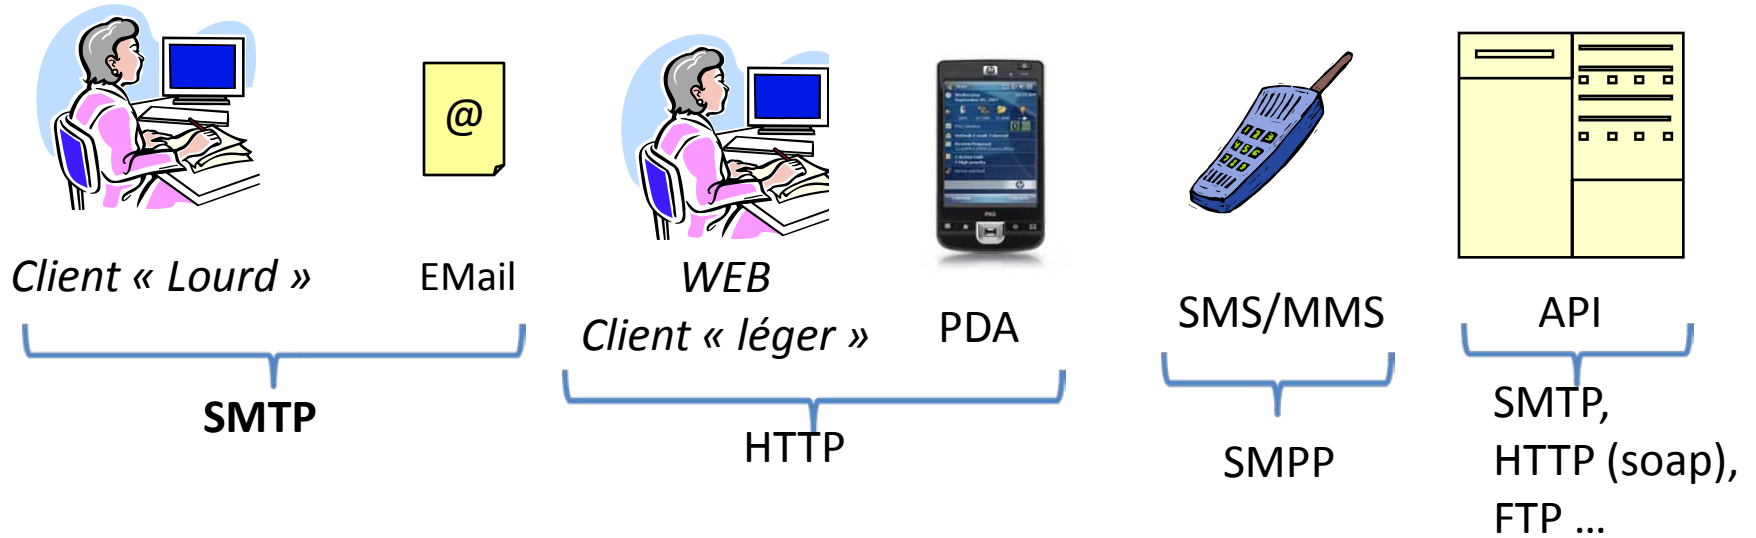 @
Client « Lourd »
EMail
WEB
Client « léger »
PDA
SMS/MMS
API
SMTP
HTTP
SMPP
SMTP,
HTTP (soap),
FTP ...